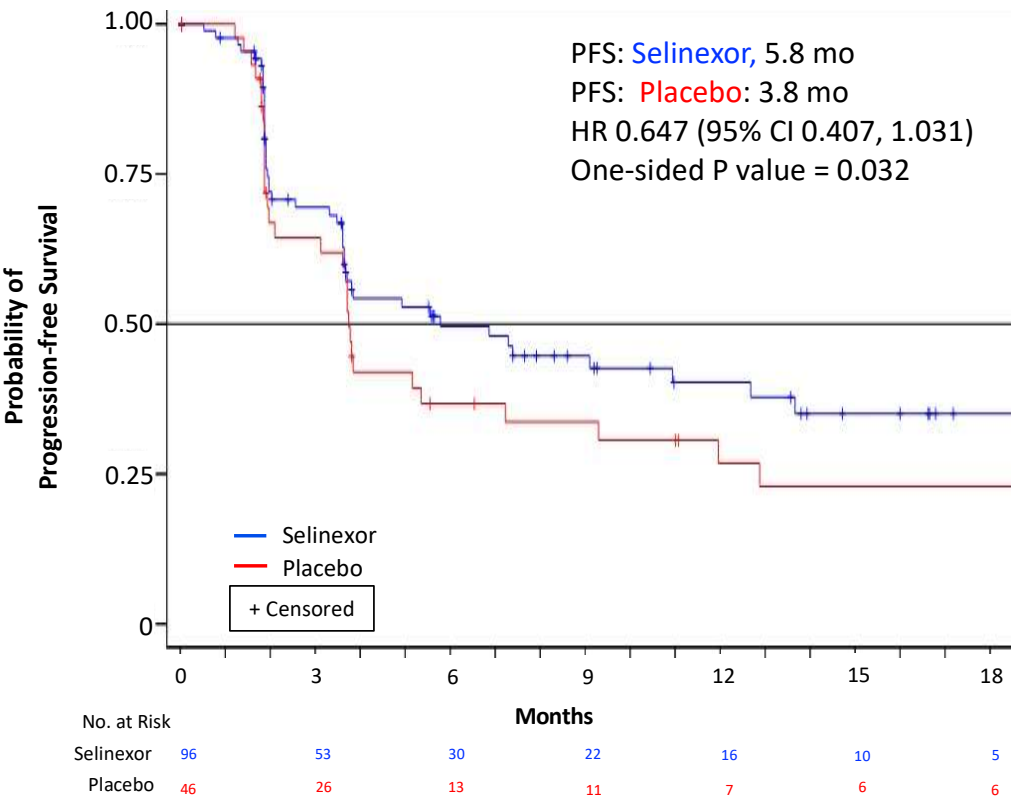 PFS: Selinexor, 5.8 mo
PFS: Placebo: 3.8 mo
HR 0.647 (95% CI 0.407, 1.031)
One-sided P value = 0.032
Probability of
Progression-free Survival
1.00
0.75
0.50
0.25
0
Selinexor
Placebo
+ Censored
0 3 6 9 12 15 18
Months
No. at Risk
Selinexor 96 53 30 22 16 10 5
Placebo 46 26 13 11 7 6 6